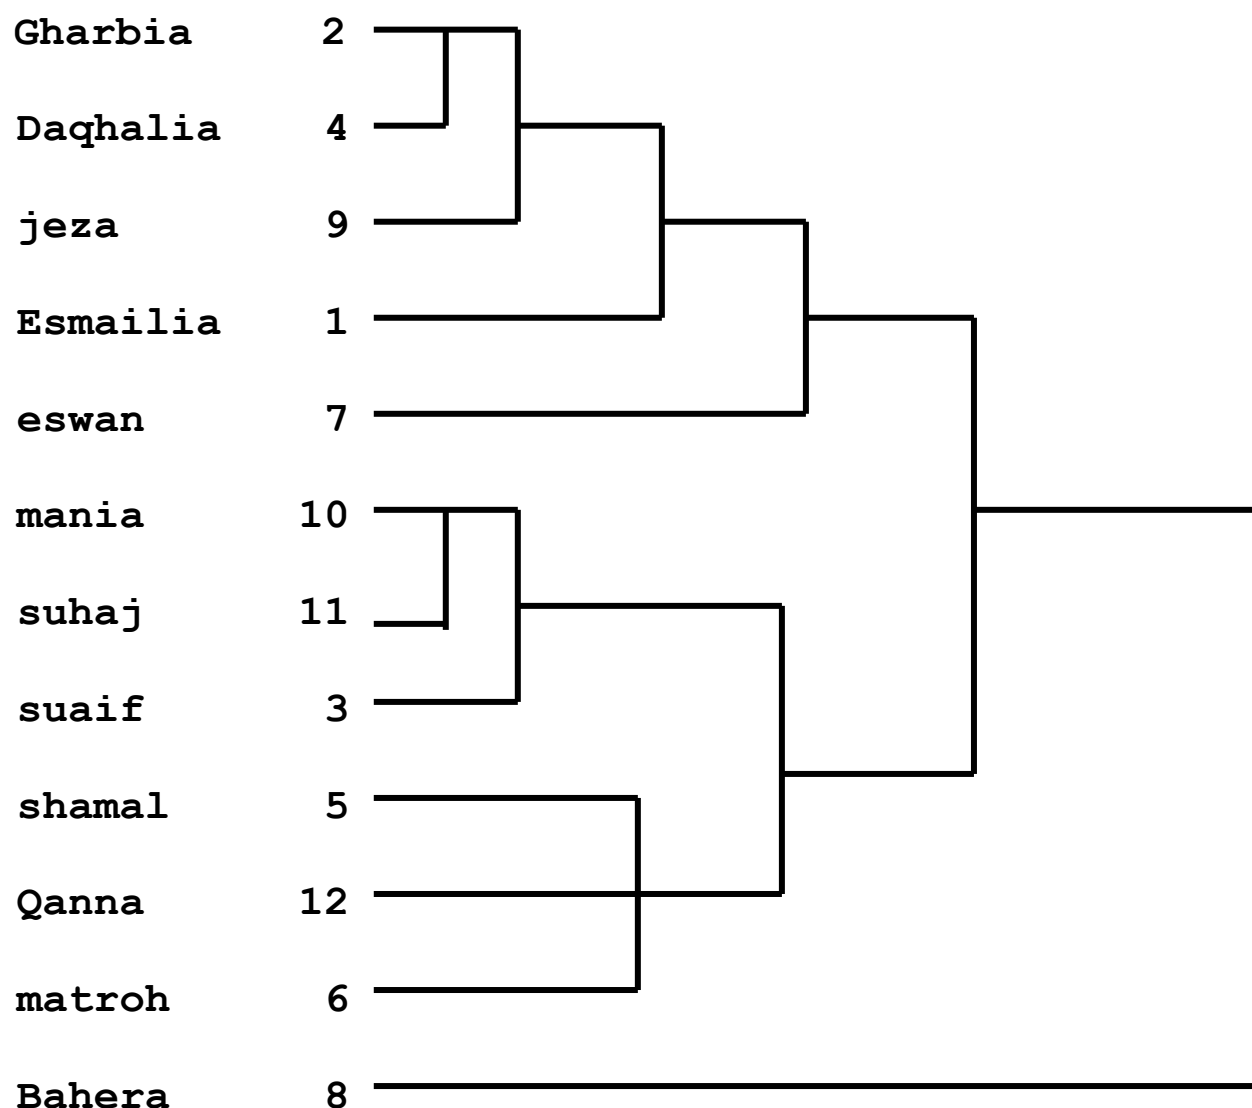 Gharbia 2
Daqhalia 4
jeza 9
Esmailia 1
eswan 7
mania 10
suhaj 11
suaif 3
shamal 5
Qanna 12
matroh 6
Bahera 8